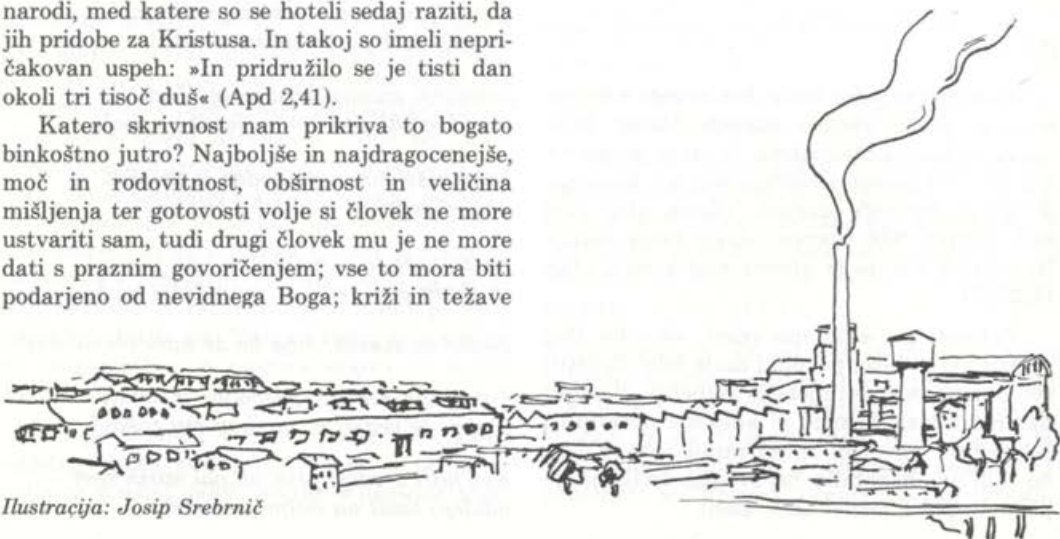 narodi, med katere so se hoteli sedaj raziti, da
jih pridobe za Kristusa. In takoj so imeli nepri-
čakovan uspeh: »In pridružilo se je tisti dan
okoli tri tisoč duš« (Apd 2,41).
Katero skrivnost nam prikriva to bogato
binkoštno jutro? Najboljše in najdragocenejše,
moč in rodovitnost, obširnost in veličina
mišljenja ter gotovosti volje si človek ne more
ustvariti sam, tudi drugi človek mu je ne more
dati s praznim govoričenjem; vse to mora biti
podarjeno od nevidnega Boga; križi in težave
Ilustracija: Josip Srebrnič